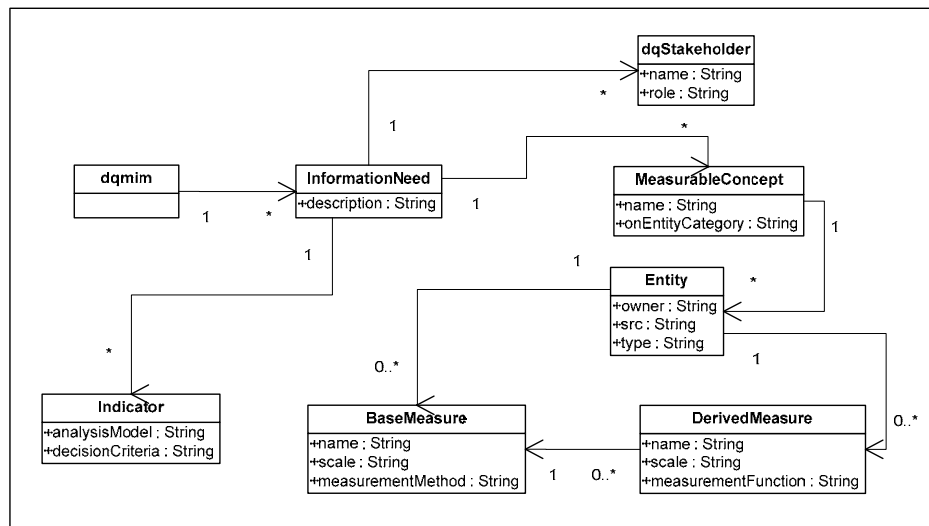 dqStakeholder
+name : String
+role : String
*
1
*
dqmim
InformationNeed
+description : String
MeasurableConcept
+name : String
+onEntityCategory : String
1
*
1
1
1
1
Entity
+owner : String
+src : String
+type : String
*
1
*
0..*
0..*
Indicator
+analysisModel : String
+decisionCriteria : String
BaseMeasure
+name : String
+scale : String
+measurementMethod : String
DerivedMeasure
+name : String
+scale : String
+measurementFunction : String
1
0..*